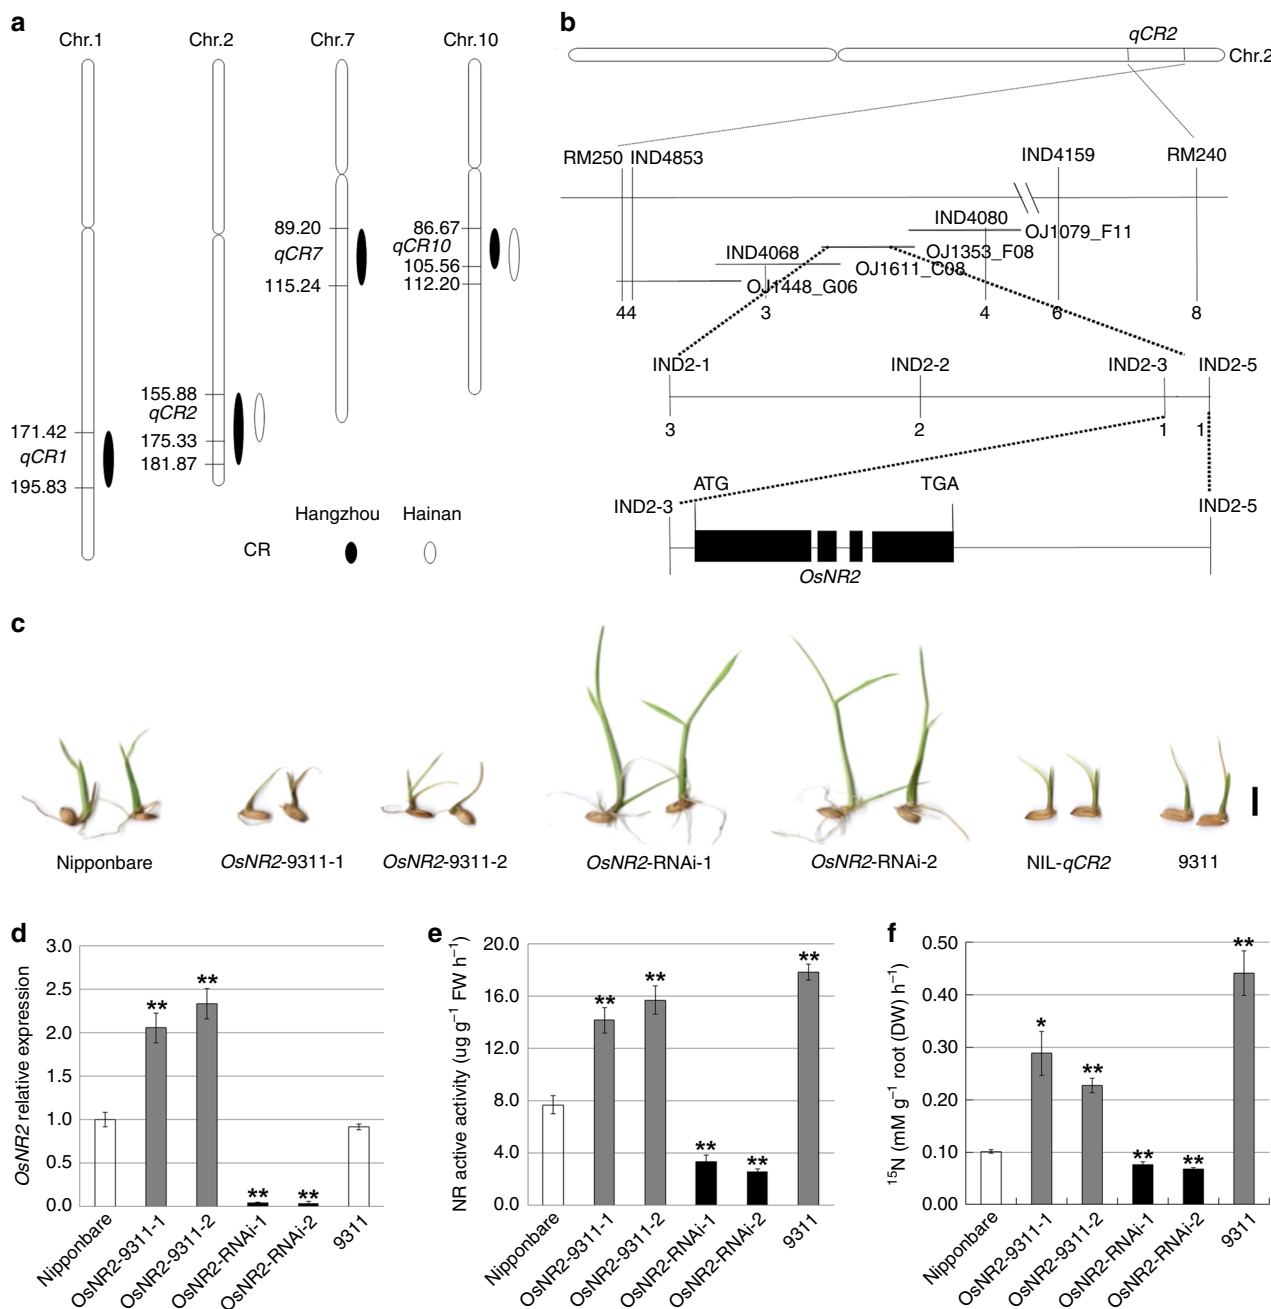 a
Chr.1 Chr.2 Chr.7 Chr.10
89.20
qCR7
115.24
86.67
qCR10
105.56
112.20
155.88
qCR2
175.33
181.87
171.42
qCR1
195.83
Hangzhou Hainan
CR
b
qCR2
Chr.2
RM250 IND4853 IND4159 RM240
IND4080
OJ1079_F11
IND4068
OJ1353_F08
OJ1611_C08
OJ1448_G06
44 3 4 6 8
IND2-1 IND2-2 IND2-3 IND2-5
3 2 1 1
ATG TGA
IND2-3 IND2-5
OsNR2
c
Nipponbare OsNR2-9311-1 OsNR2-9311-2 OsNR2-RNAi-1 OsNR2-RNAi-2 NIL-qCR2 9311
d
OsNR2 relative expression
3.0
2.5
2.0
1.5
1.0
0.5
0.0
** ** ** **
Nipponbare OsNR2-9311-1 OsNR2-9311-2 OsNR2-RNAi-1 OsNR2-RNAi-2 9311
e
NR active activity (ug g⁻¹ FW h⁻¹)
20.0
16.0
12.0
8.0
4.0
0.0
** ** ** ** **
Nipponbare OsNR2-9311-1 OsNR2-9311-2 OsNR2-RNAi-1 OsNR2-RNAi-2 9311
f
¹⁵N (mM g⁻¹ root (DW) h⁻¹)
0.50
0.40
0.30
0.20
0.10
0.00
* ** ** ** **
Nipponbare OsNR2-9311-1 OsNR2-9311-2 OsNR2-RNAi-1 OsNR2-RNAi-2 9311